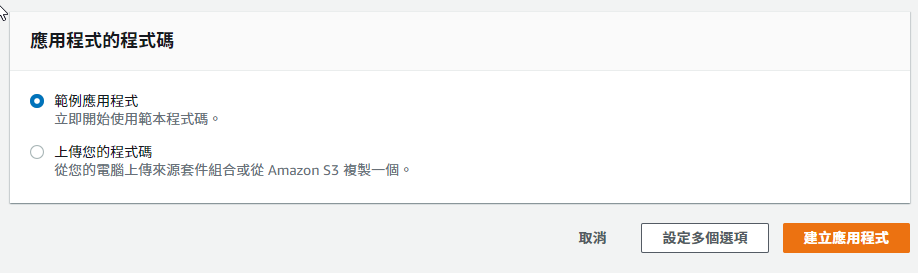 應用程式的程式碼
範例應用程式
立即開始使用範本程式碼。
上傳您的程式碼
從您的電腦上傳來源套件組合或從 Amazon S3 複製一個。
取消
設定多個選項
建立應用程式